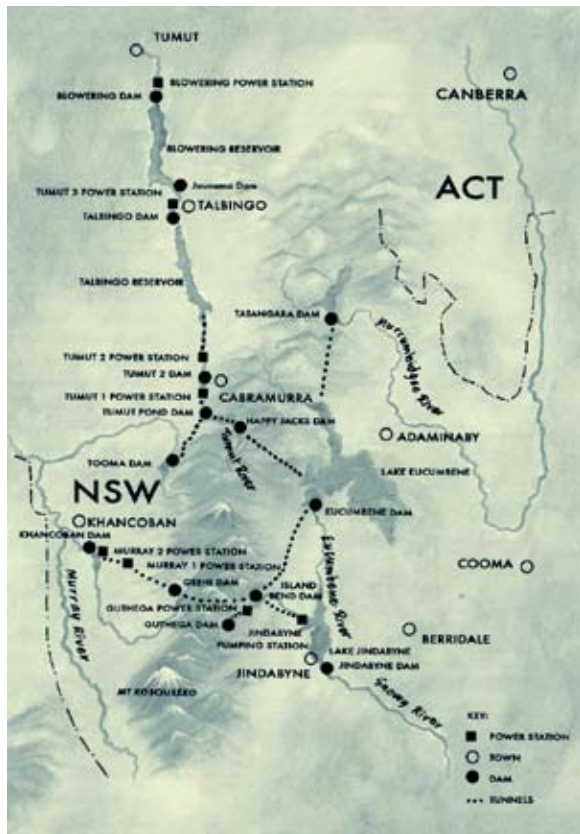 TUMUT
BLOWERING POWER STATION
BLOWERING DAM
CANBERRA
BLOWERING RESERVOIR
Jounama Dam
TUMUT 3 POWER STATION
TALBINGO
TALBINGO DAM
ACT
TALBINGO RESERVOIR
TABANGARA DAM
Murrumbidgee River
TUMUT 2 POWER STATION
TUMUT 2 DAM
TUMUT 1 POWER STATION
CABRAMURRA
TUMUT POND DAM
HAPPY JACKS DAM
Tumut River
ADAMINABY
TOOMA DAM
LAKE EUCUMBENE
NSW
EUCUMBENE DAM
KHANCOBAN
KHANCOBAN DAM
MURRAY 2 POWER STATION
MURRAY 1 POWER STATION
Eucumbene River
COOMA
GEEHI DAM
ISLAND
BEND DAM
GUTHEGA POWER STATION
GUTHEGA DAM
JINDABYNE
PUMPING STATION
Murray River
BERRIDALE
LAKE JINDABYNE
JINDABYNE
JINDABYNE DAM
MT KOSCIUSZKO
Snowy River
KEY:
POWER STATION
TOWN
DAM
TUNNELS